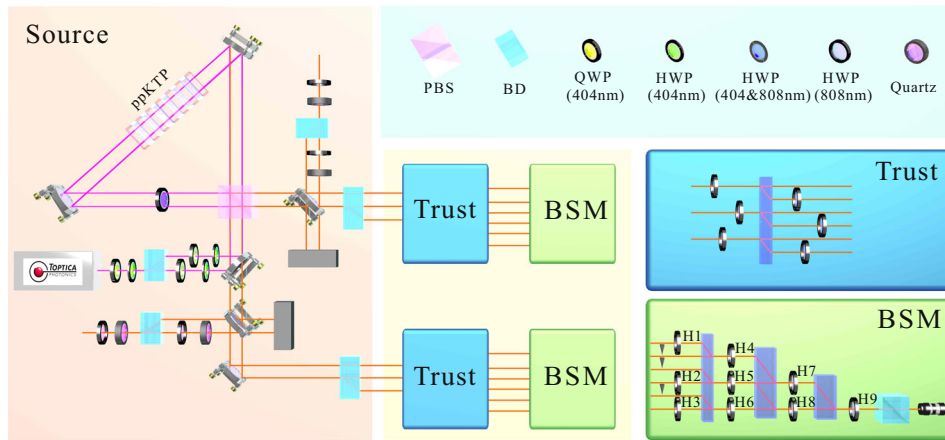 Source
ppKTP
TOPTICA
PHOTONICS
PBS
BD
QWP
(404nm)
HWP
(404nm)
HWP
(404&808nm)
HWP
(808nm)
Quartz
Trust
BSM
Trust
BSM
Trust
BSM
H1
H4
H2
H5
H7
H3
H6
H8
H9